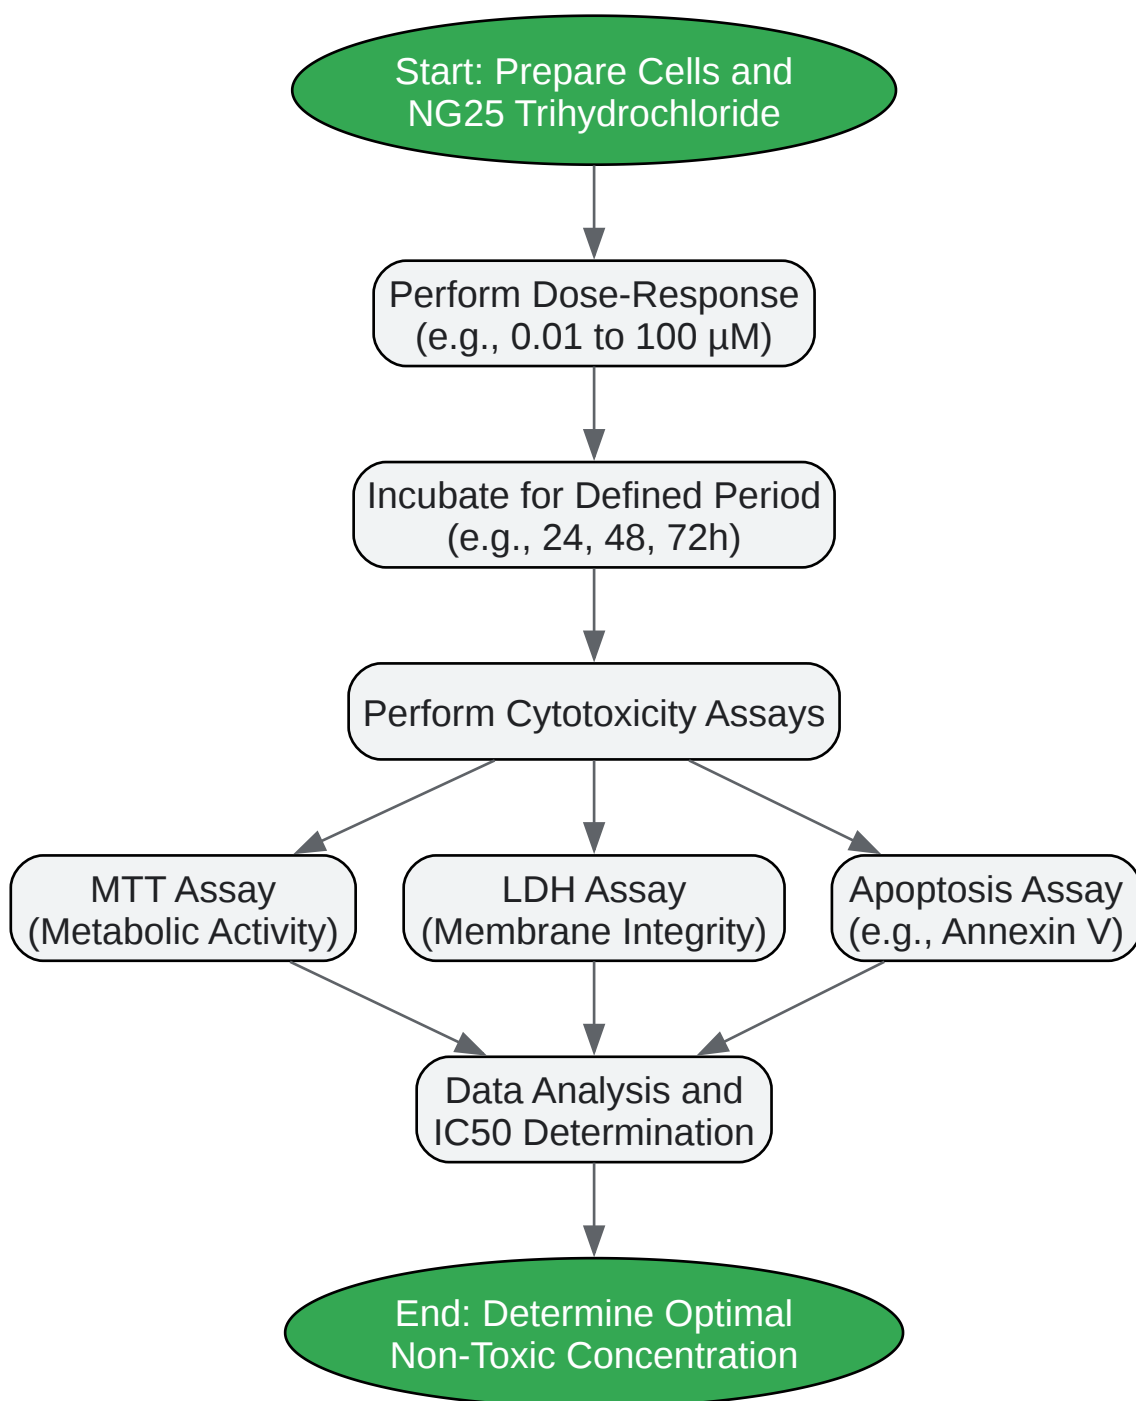 Start: Prepare Cells and
NG25 Trihydrochloride
Perform Dose-Response
(e.g., 0.01 to 100 µM)
Incubate for Defined Period
(e.g., 24, 48, 72h)
Perform Cytotoxicity Assays
MTT Assay
(Metabolic Activity)
LDH Assay
(Membrane Integrity)
Apoptosis Assay
(e.g., Annexin V)
Data Analysis and
IC50 Determination
End: Determine Optimal
Non-Toxic Concentration